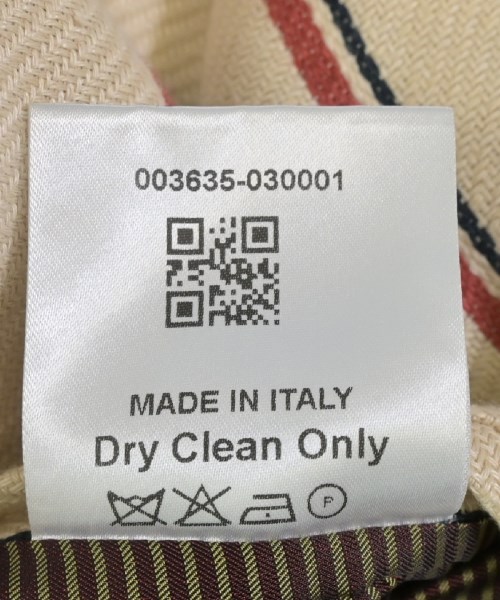 003635-030001
MADE IN ITALY
Dry Clean Only
P